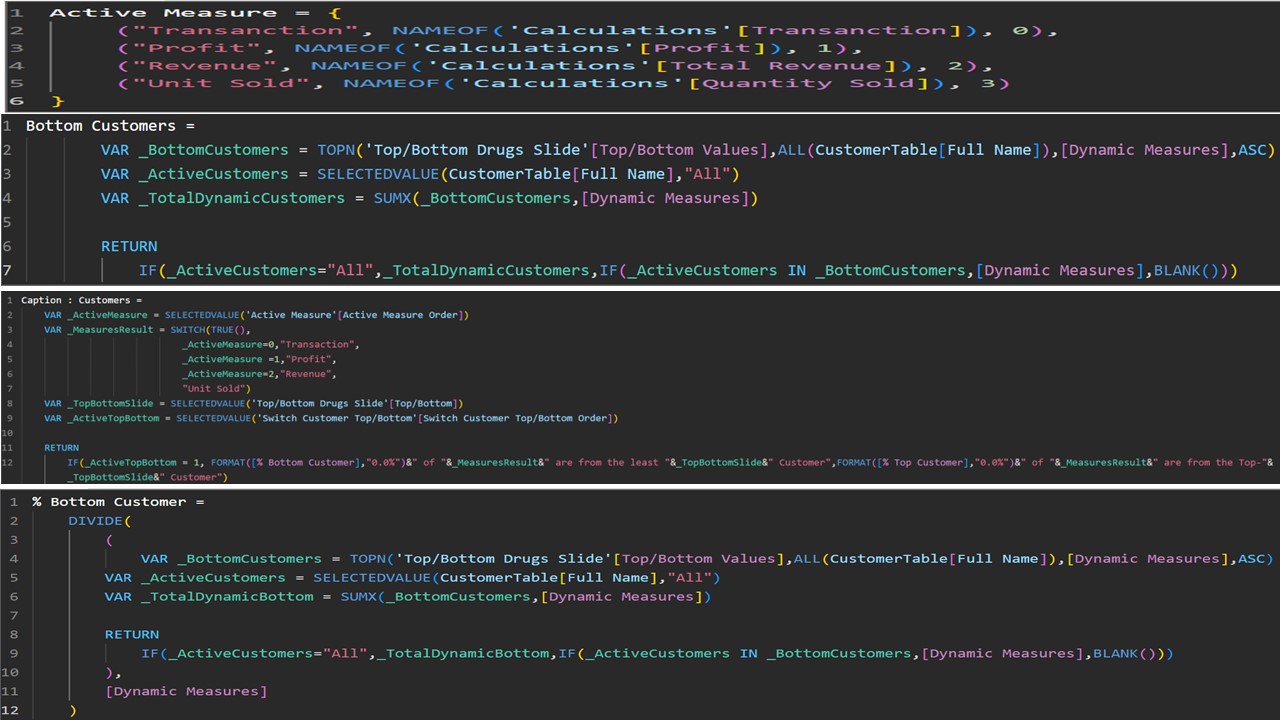 1 Active Measure = {
2 ("Transanction", NAMEOF('Calculations'[Transanction]), 0),
3 ("Profit", NAMEOF('Calculations'[Profit]), 1),
4 ("Revenue", NAMEOF('Calculations'[Total Revenue]), 2),
5 ("Unit Sold", NAMEOF('Calculations'[Quantity Sold]), 3)
6 }
1 Bottom Customers =
2 VAR _BottomCustomers = TOPN('Top/Bottom Drugs Slide'[Top/Bottom Values],ALL(CustomerTable[Full Name]),[Dynamic Measures],ASC)
3 VAR _ActiveCustomers = SELECTEDVALUE(CustomerTable[Full Name],"All")
4 VAR _TotalDynamicCustomers = SUMX(_BottomCustomers,[Dynamic Measures])
5
6 RETURN
7 IF(_ActiveCustomers="All",_TotalDynamicCustomers,IF(_ActiveCustomers IN _BottomCustomers,[Dynamic Measures],BLANK()))
1 Caption : Customers =
2 VAR _ActiveMeasure = SELECTEDVALUE('Active Measure'[Active Measure Order])
3 VAR _MeasuresResult = SWITCH(TRUE(),
4 _ActiveMeasure=0,"Transaction",
5 _ActiveMeasure =1,"Profit",
6 _ActiveMeasure=2,"Revenue",
7 "Unit Sold")
8 VAR _TopBottomSlide = SELECTEDVALUE('Top/Bottom Drugs Slide'[Top/Bottom])
9 VAR _ActiveTopBottom = SELECTEDVALUE('Switch Customer Top/Bottom'[Switch Customer Top/Bottom Order])
10
11 RETURN
12 IF(_ActiveTopBottom = 1, FORMAT([% Bottom Customer],"0.0%")&" of "&_MeasuresResult&" are from the least "&_TopBottomSlide&" Customer",FORMAT([% Top Customer],"0.0%")&" of "&_MeasuresResult&" are from the Top-"&
_TopBottomSlide&" Customer")
1 % Bottom Customer =
2 DIVIDE(
3 (
4 VAR _BottomCustomers = TOPN('Top/Bottom Drugs Slide'[Top/Bottom Values],ALL(CustomerTable[Full Name]),[Dynamic Measures],ASC)
5 VAR _ActiveCustomers = SELECTEDVALUE(CustomerTable[Full Name],"All")
6 VAR _TotalDynamicBottom = SUMX(_BottomCustomers,[Dynamic Measures])
7
8 RETURN
9 IF(_ActiveCustomers="All",_TotalDynamicBottom,IF(_ActiveCustomers IN _BottomCustomers,[Dynamic Measures],BLANK()))
10 ),
11 [Dynamic Measures]
12 )